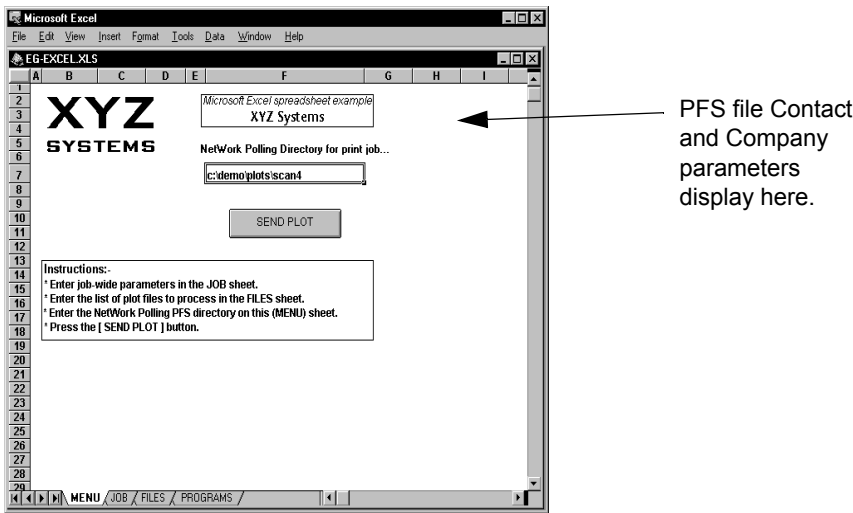 Microsoft Excel
File Edit View Insert Format Tools Data Window Help
EG-EXCEL.XLS
A B C D E F G H I
1
2
3
4
5
6
7
8
9
10
11
12
13
14
15
16
17
18
19
20
21
22
23
24
25
26
27
28
29
XYZ
SYSTEMS
Microsoft Excel spreadsheet example
XYZ Systems
NetWork Polling Directory for print job...
c:\demo\plots\scan4
SEND PLOT
Instructions:-
* Enter job-wide parameters in the JOB sheet.
* Enter the list of plot files to process in the FILES sheet.
* Enter the NetWork Polling PFS directory on this (MENU) sheet.
* Press the [ SEND PLOT ] button.
MENU JOB FILES PROGRAMS
PFS file Contact
and Company
parameters
display here.